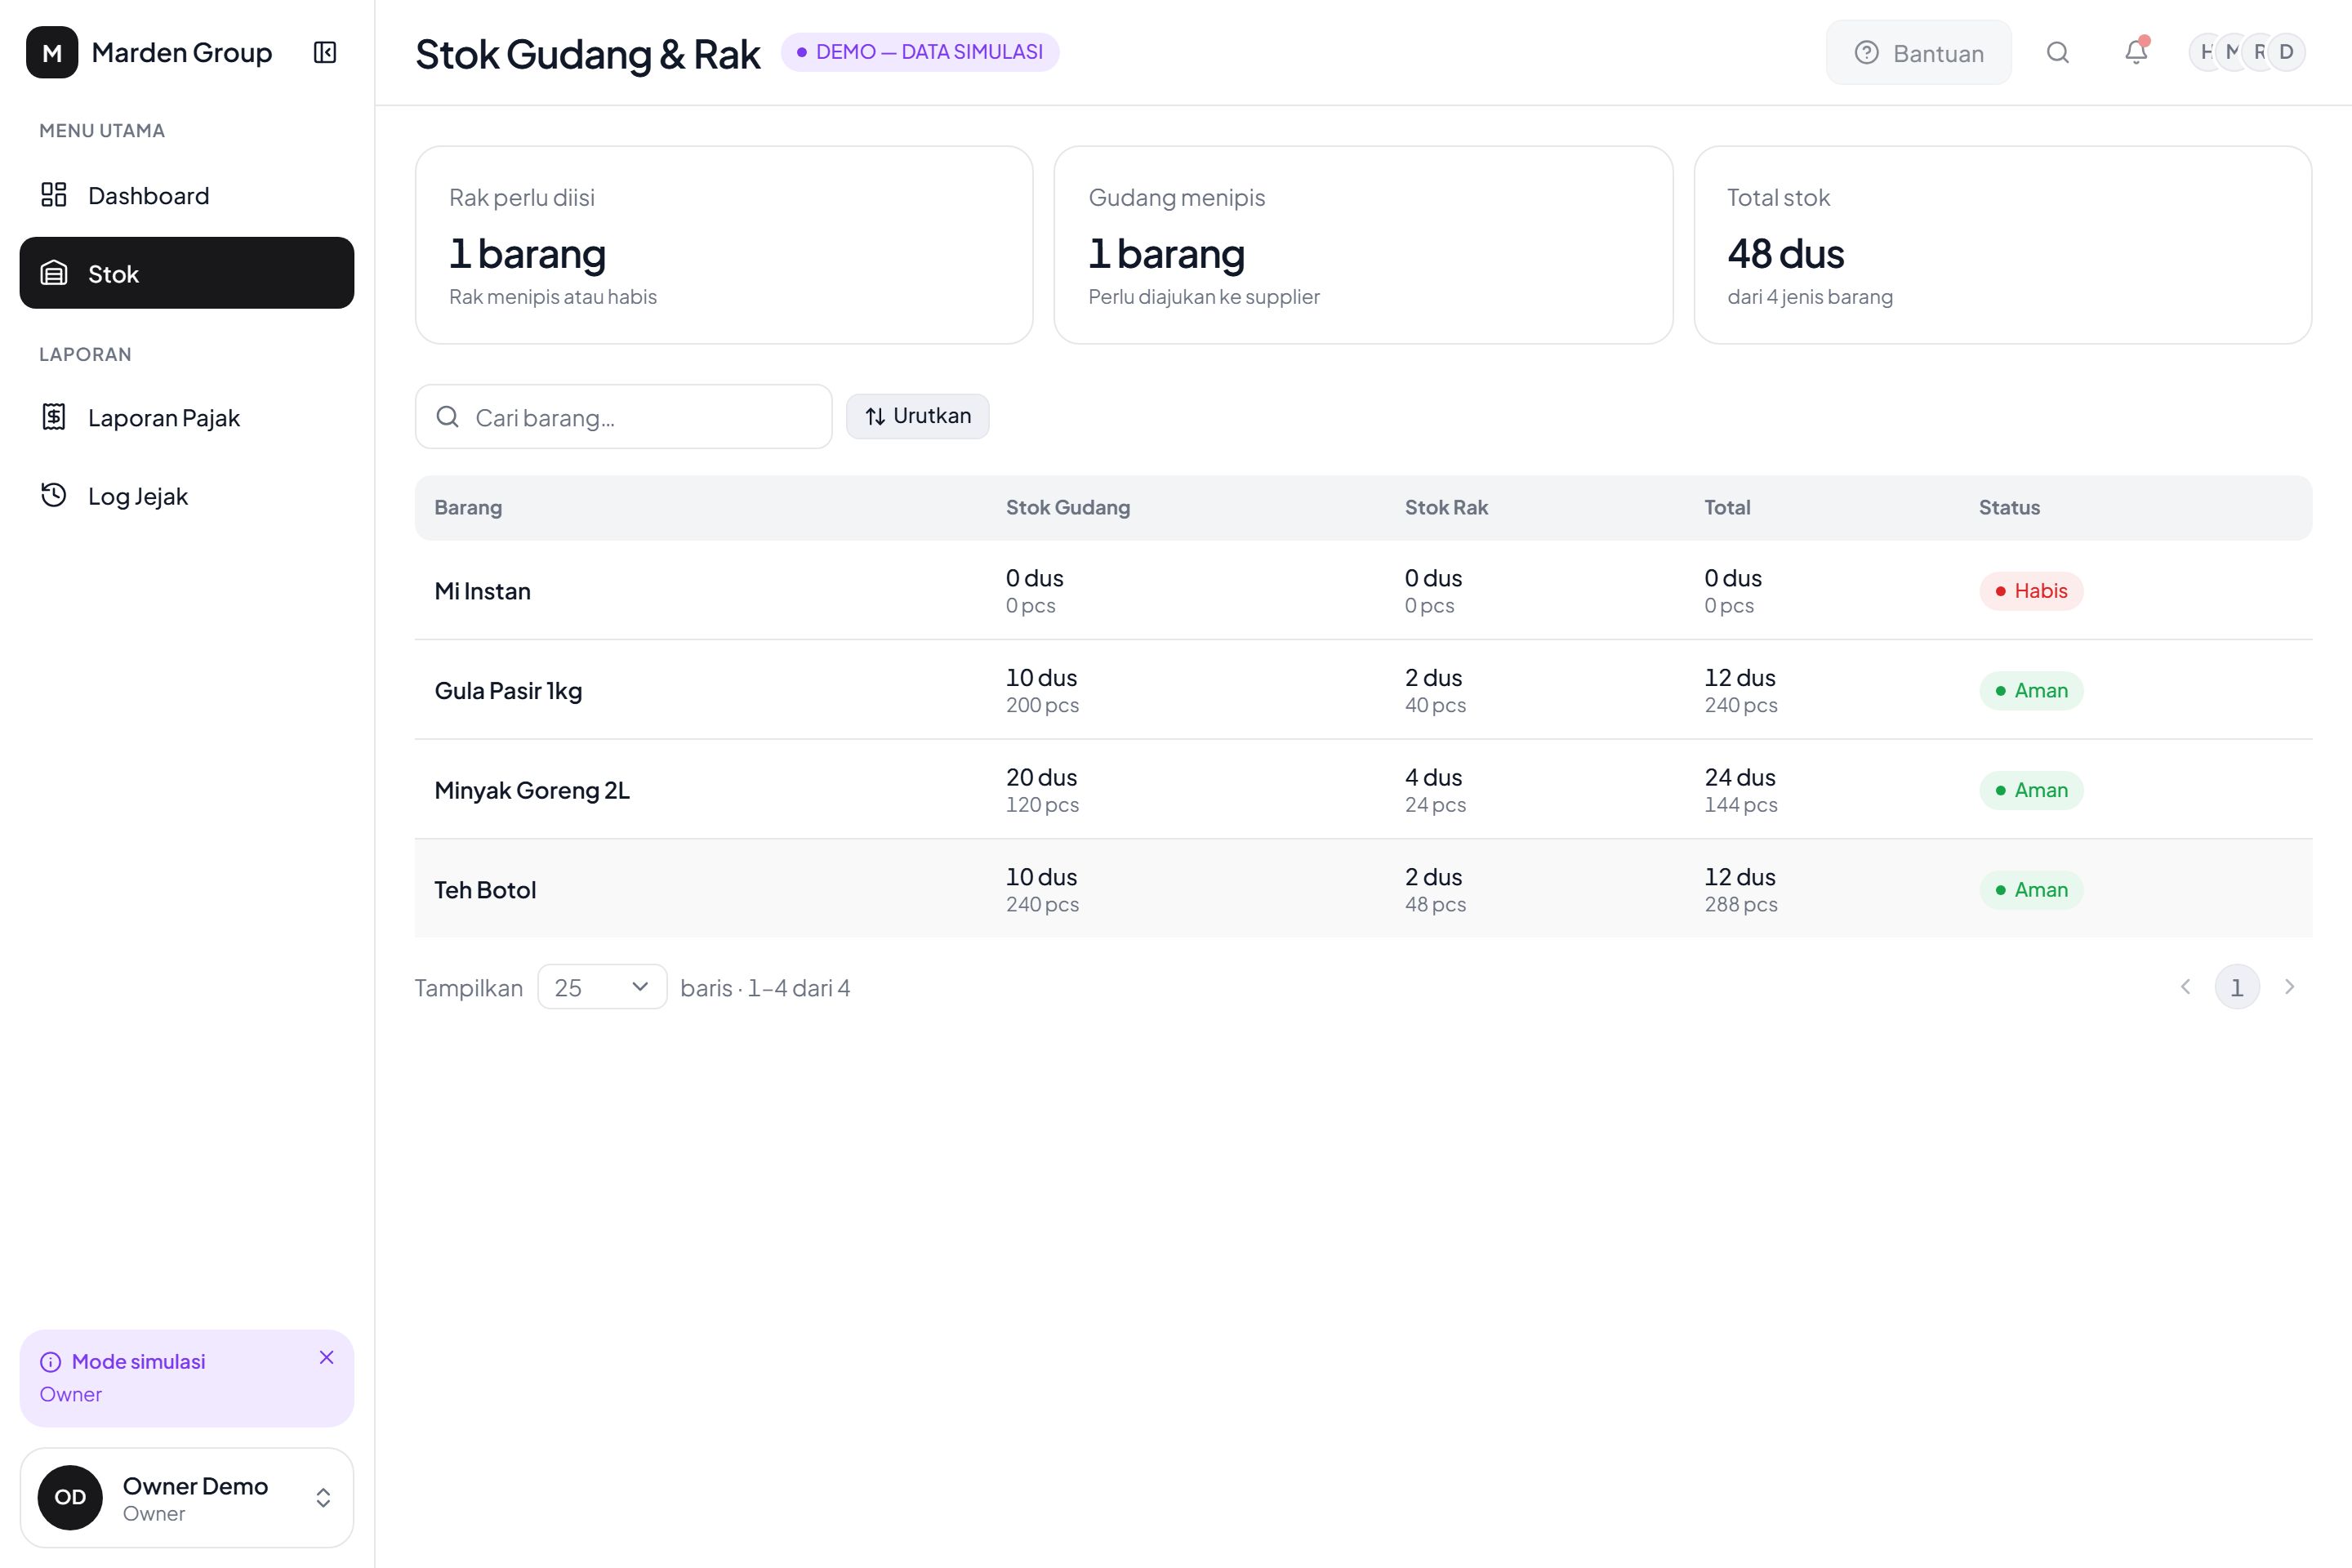 M Marden Group
MENU UTAMA
Dashboard
Stok
LAPORAN
Laporan Pajak
Log Jejak
Mode simulasi
Owner
OD
Owner Demo
Owner
Stok Gudang & Rak
DEMO — DATA SIMULASI
Bantuan
H M R D
Rak perlu diisi
1 barang
Rak menipis atau habis
Gudang menipis
1 barang
Perlu diajukan ke supplier
Total stok
48 dus
dari 4 jenis barang
Cari barang...
Urutkan
Barang Stok Gudang Stok Rak Total Status
Mi Instan 0 dus 0 dus 0 dus Habis
0 pcs 0 pcs 0 pcs
Gula Pasir 1kg 10 dus 2 dus 12 dus Aman
200 pcs 40 pcs 240 pcs
Minyak Goreng 2L 20 dus 4 dus 24 dus Aman
120 pcs 24 pcs 144 pcs
Teh Botol 10 dus 2 dus 12 dus Aman
240 pcs 48 pcs 288 pcs
Tampilkan 25 baris · 1–4 dari 4
1